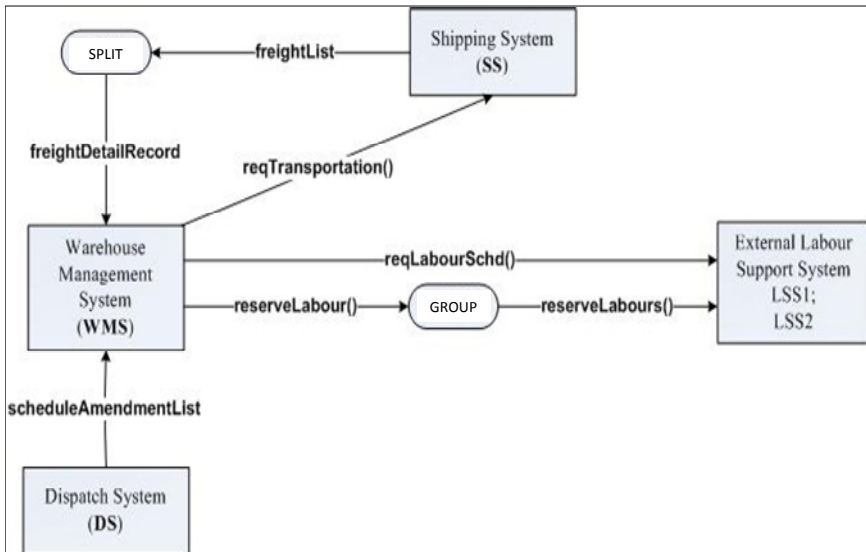 SPLIT
freightList
Shipping System
(SS)
freightDetailRecord
reqTransportation()
Warehouse
Management
System
(WMS)
reqLabourSchd()
reserveLabour()
GROUP
reserveLabours()
External Labour
Support System
LSS1;
LSS2
scheduleAmendmentList
Dispatch System
(DS)